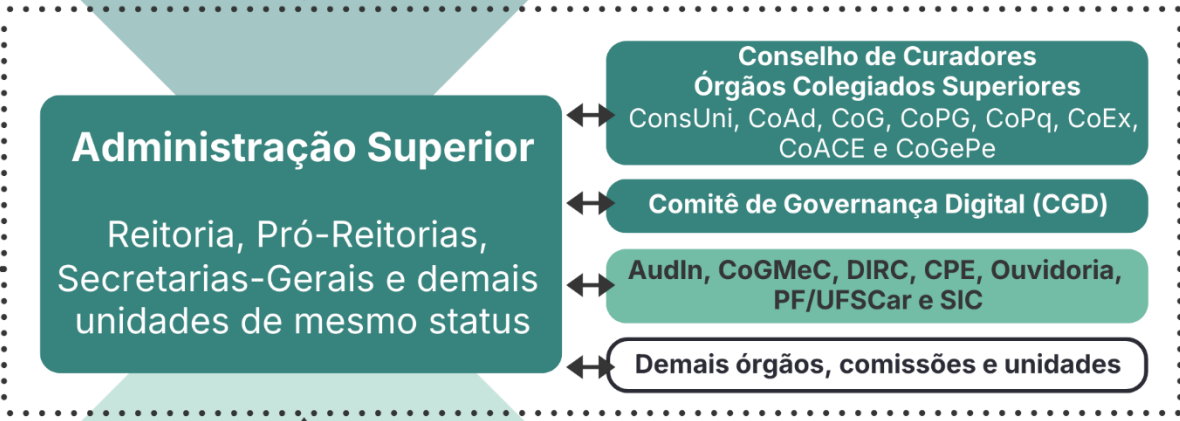 Administração Superior
Reitoria, Pró-Reitorias,
Secretarias-Gerais e demais
unidades de mesmo status
Conselho de Curadores
Órgãos Colegiados Superiores
ConsUni, CoAd, CoG, CoPG, CoPq, CoEx,
CoACE e CoGePe
Comitê de Governança Digital (CGD)
AudIn, CoGMeC, DIRC, CPE, Ouvidoria,
PF/UFSCar e SIC
Demais órgãos, comissões e unidades